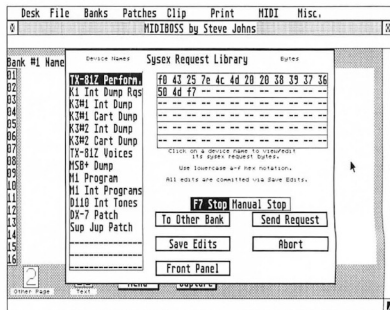 Desk File Banks Patches Clip Print MIDI Misc.
MIDIBOSS by Steve Johns
Bank #1 Name
Device Names Sysex Request Library Bytes
TX-81Z Perform.
K1 Int Dump Rqs
K3#1 Int Dump
K3#1 Cart Dump
K3#2 Int Dump
K3#2 Cart Dump
TX-81Z Voices
MSB+ Dump
M1 Program
M1 Int Programs
D110 Int Tones
DX-7 Patch
Sup Jup Patch
f0 43 25 7e 4c 4d 20 20 38 39 37 36
50 4d f7
Click on a device name to view/edit
its sysex request bytes.
Use lowercase a-f hex notation.
All edits are committed via Save Edits.
F7 Stop Manual Stop
To Other Bank Send Request
Save Edits Abort
Front Panel
01
02
03
04
05
06
07
08
09
10
11
12
13
14
15
16
2
Other Page Text Menu Capture